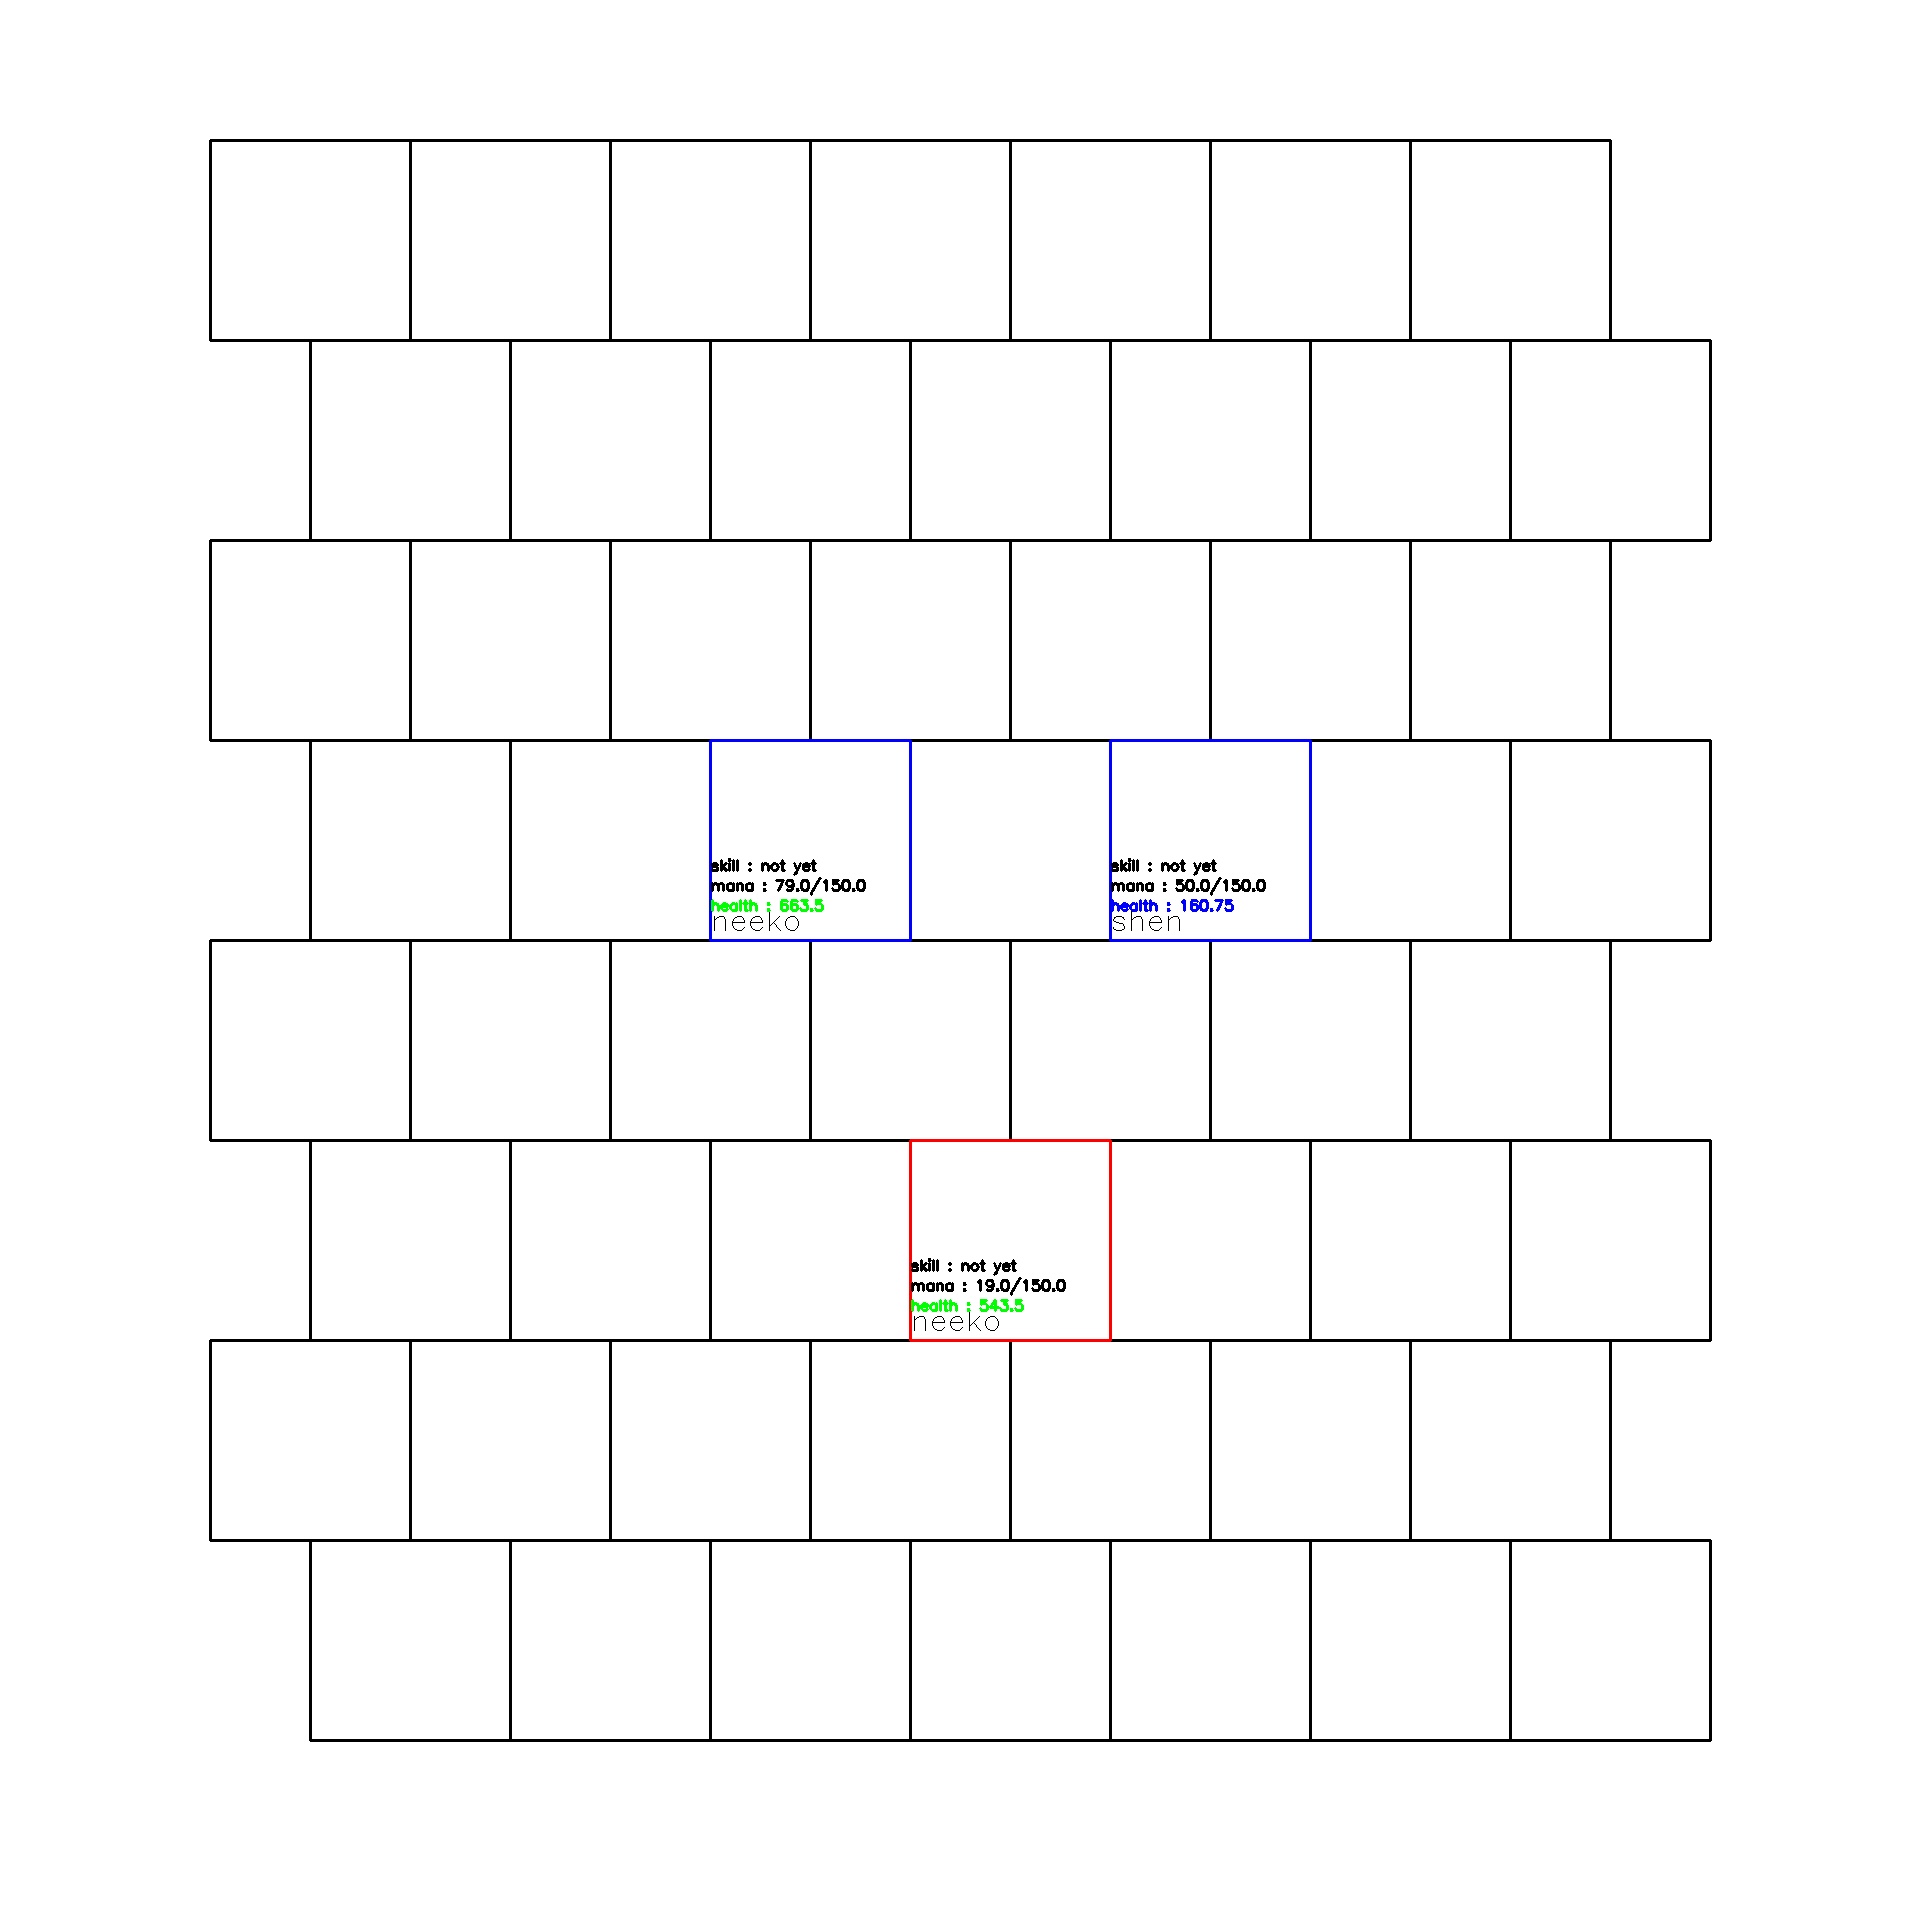 skill : not yet
mana : 79.0/150.0
health : 663.5
neeko
skill : not yet
mana : 50.0/150.0
health : 160.75
shen
skill : not yet
mana : 19.0/150.0
health : 543.5
neeko